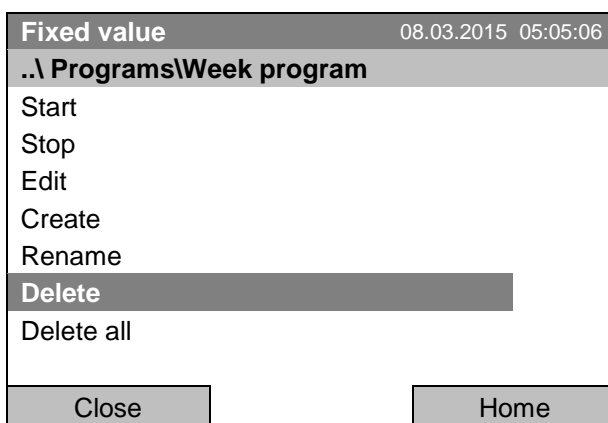 Fixed value 08.03.2015 05:05:06
..\ Programs\Week program
Start
Stop
Edit
Create
Rename
Delete
Delete all
Close Home